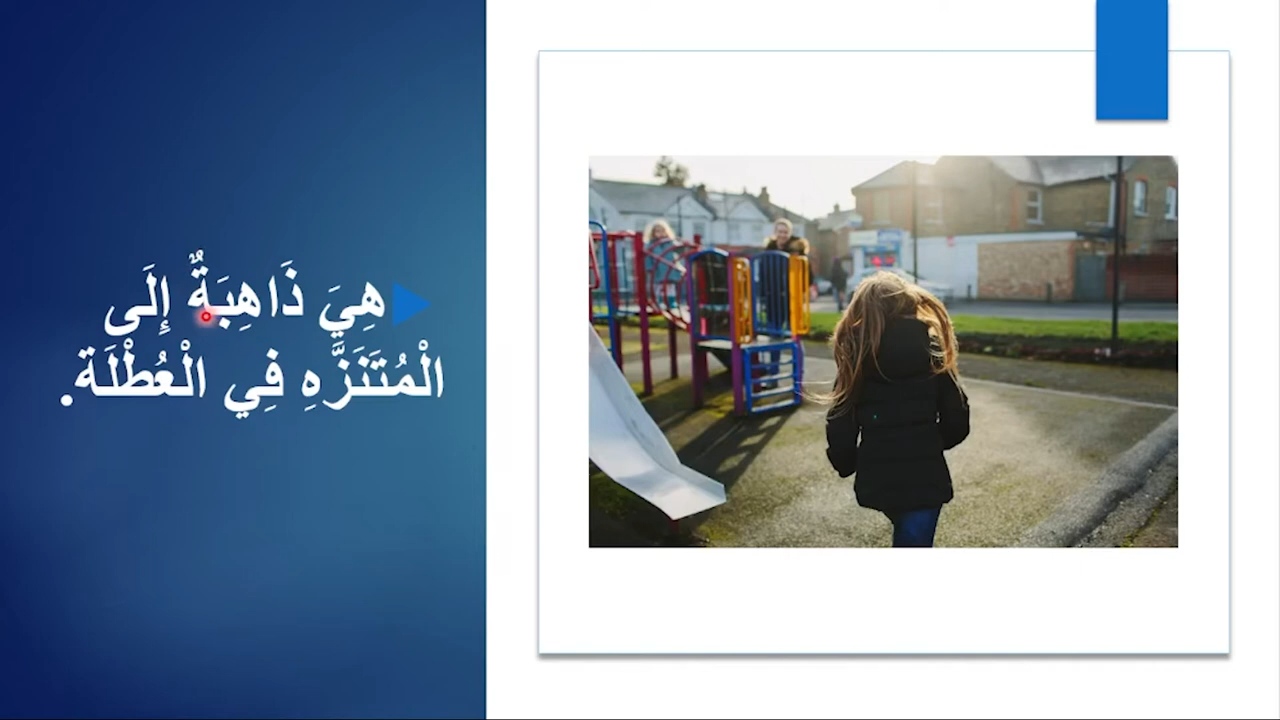 هِيَ ذَاهِبَةٌ إِلَى
الْمُتَنَزَّهِ فِي الْعُطْلَة.